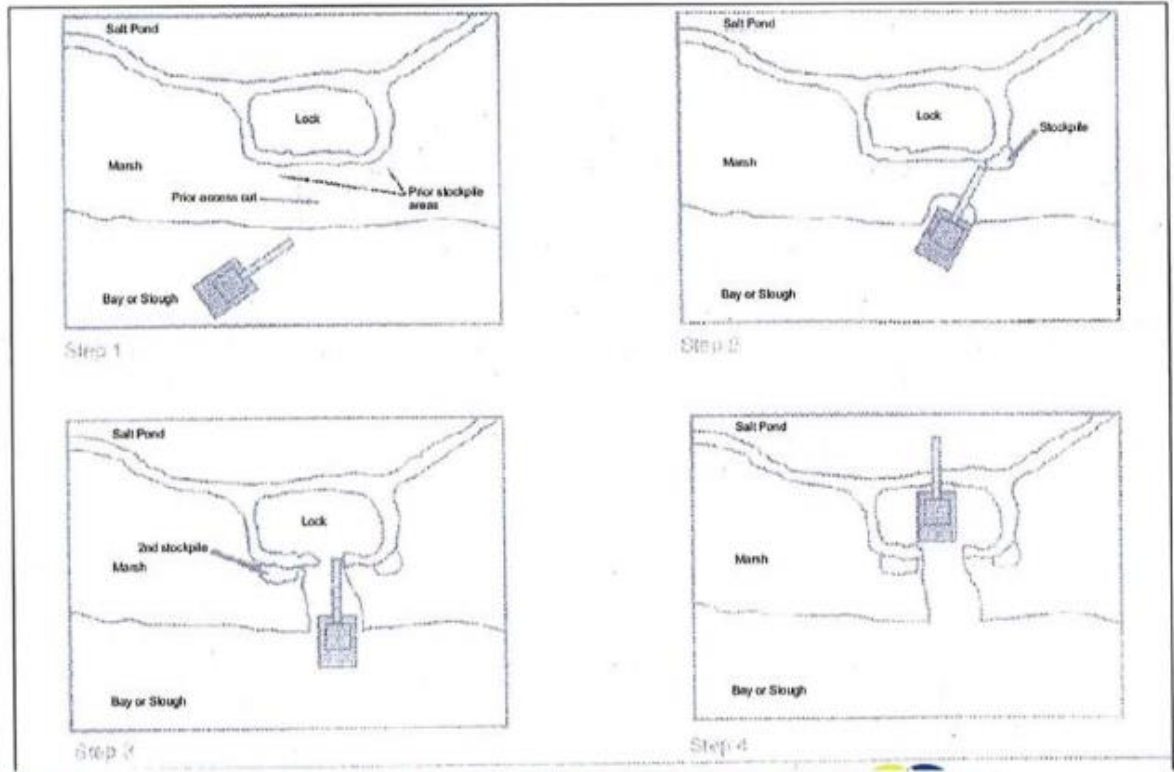 Salt Pond
Lock
Marsh
Prior access cut
Prior stockpile
areas
Bay or Slough
Step 1
Salt Pond
Lock
Stockpile
Marsh
Bay or Slough
Step 2
Salt Pond
Lock
2nd stockpile
Marsh
Bay or Slough
Step 3
Salt Pond
Marsh
Bay or Slough
Step 4